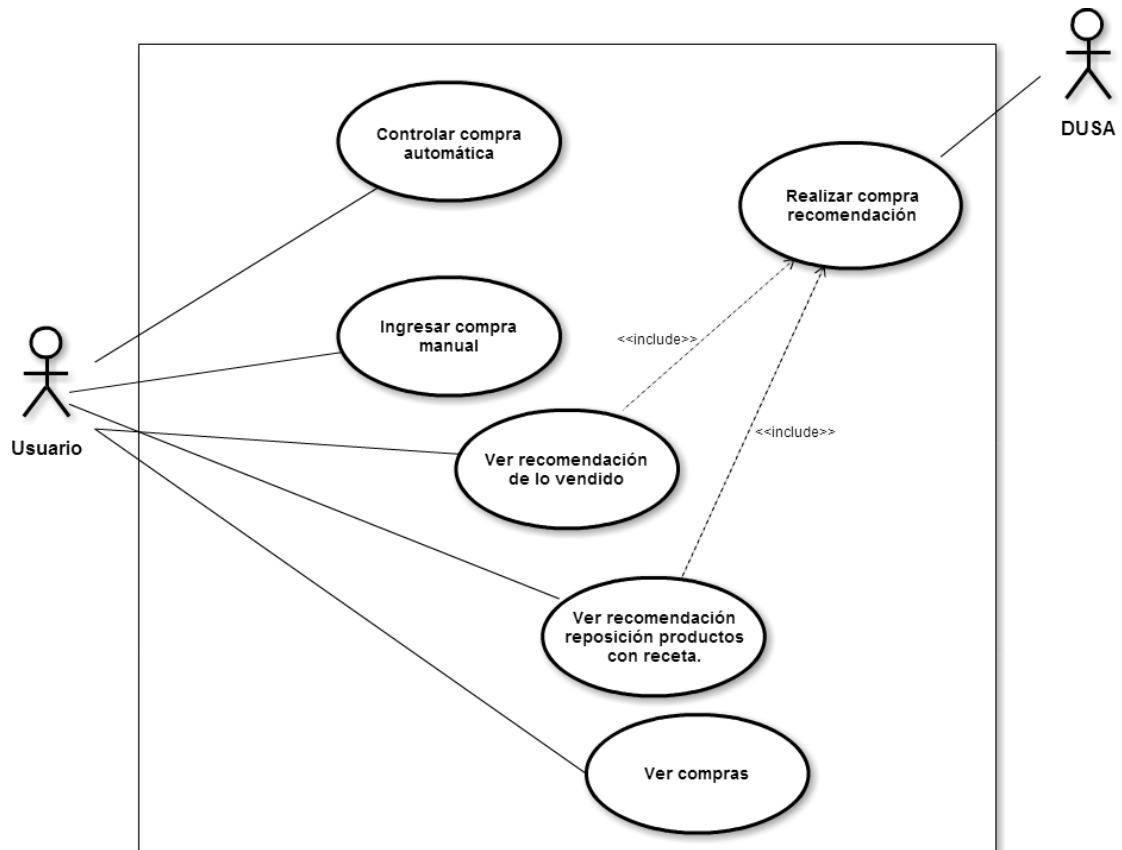 DUSA
Controlar compra
automática
Realizar compra
recomendación
Ingresar compra
manual
<<include>>
Usuario
<<include>>
Ver recomendación
de lo vendido
Ver recomendación
reposición productos
con receta.
Ver compras